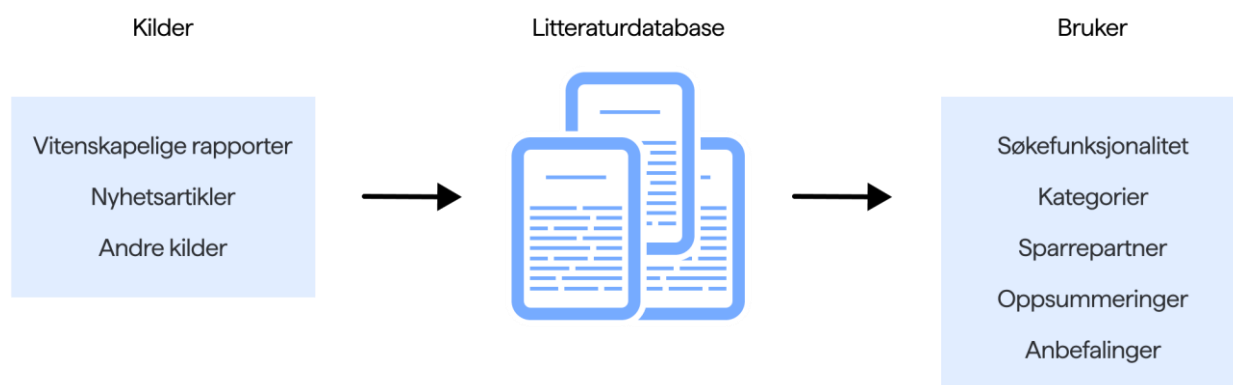 Kilder
Vitenskapelige rapporter
Nyhetsartikler
Andre kilder
Litteraturdatabase
Bruker
Søkefunksjonalitet
Kategorier
Sparrepartner
Oppsummeringer
Anbefalinger